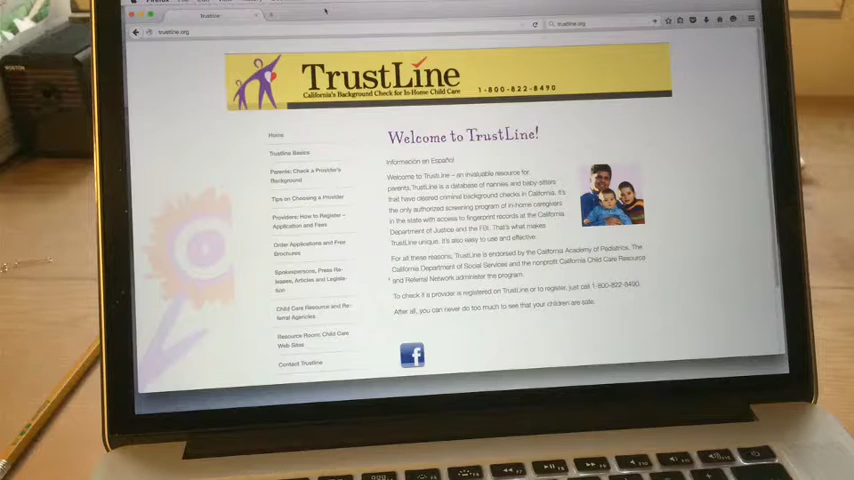 Firefox
Trustline
trustline.org
trustline.org
TrustLine
California's Background Check for In-Home Child Care
1-800-822-8490
Home
Trustline Basics
Parents: Check a Provider's
Background
Tips on Choosing a Provider
Providers: How to Register –
Application and Fees
Order Applications and Free
Brochures
Spokespersons, Press Re-
leases, Articles and Legisla-
tion
Child Care Resource and Re-
ferral Agencies
Resource Room: Child Care
Web Sites
Contact Trustline
Welcome to TrustLine!
Información en Español
Welcome to TrustLine – an invaluable resource for
parents. TrustLine is a database of nannies and baby-sitters
that have cleared criminal background checks in California. It's
the only authorized screening program of in-home caregivers
in the state with access to fingerprint records at the California
Department of Justice and the FBI. That's what makes
TrustLine unique. It's also easy to use and effective.
For all these reasons, TrustLine is endorsed by the California Academy of Pediatrics. The
California Department of Social Services and the nonprofit California Child Care Resource
and Referral Network administer the program.
To check if a provider is registered on TrustLine or to register, just call 1-800-822-8490.
After all, you can never do too much to see that your children are safe.
f